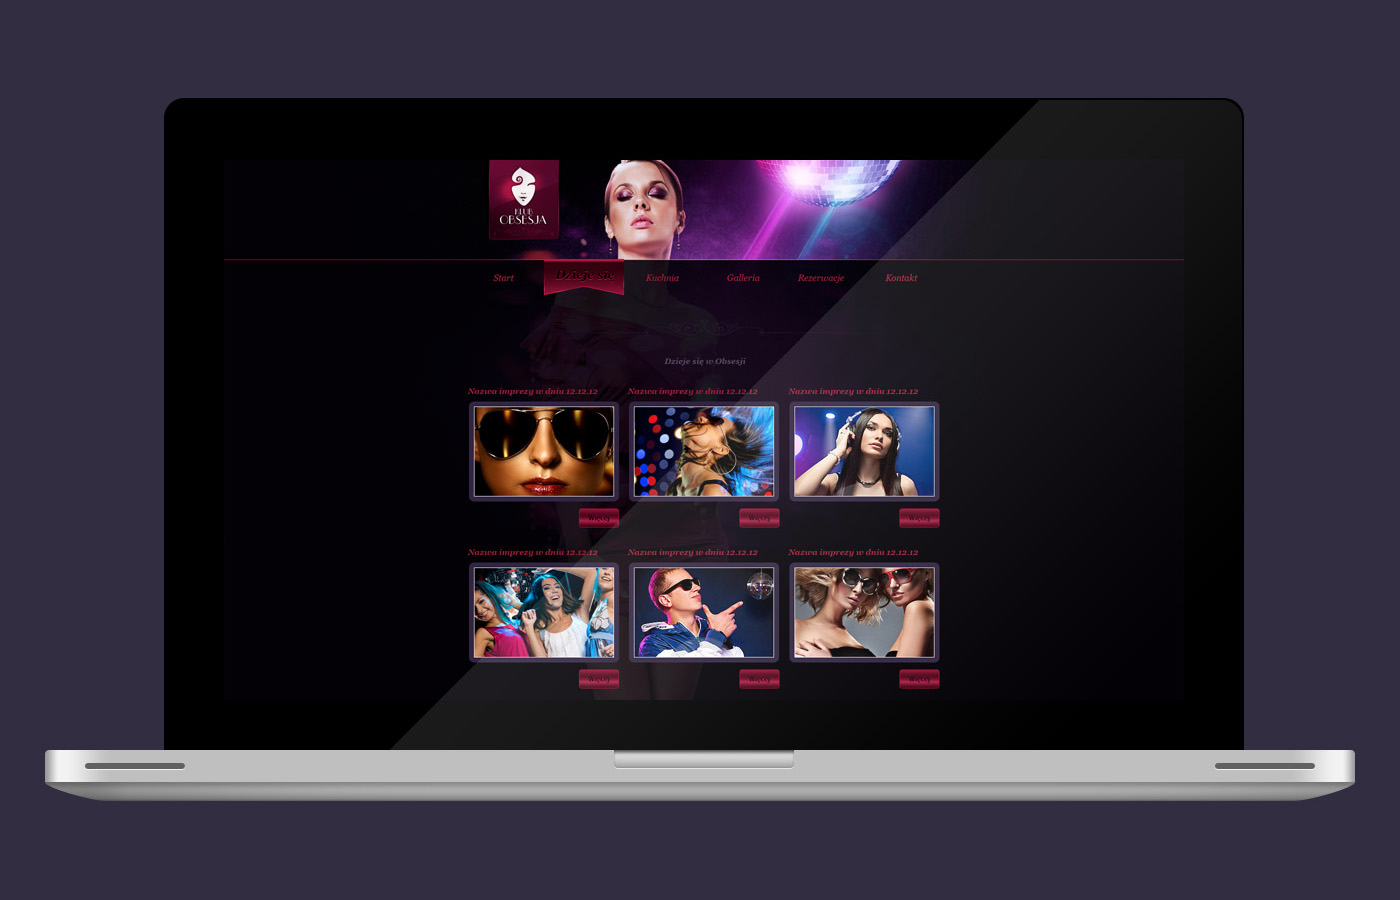 KLUB
OBSESJA
Start
Dzieje się
Kuchnia
Galleria
Rezerwacje
Kontakt
Dzieje się w Obsesji
Nazwa imprezy w dniu 12.12.12
Nazwa imprezy w dniu 12.12.12
Nazwa imprezy w dniu 12.12.12
Więcej
Więcej
Więcej
Nazwa imprezy w dniu 12.12.12
Nazwa imprezy w dniu 12.12.12
Nazwa imprezy w dniu 12.12.12
Więcej
Więcej
Więcej